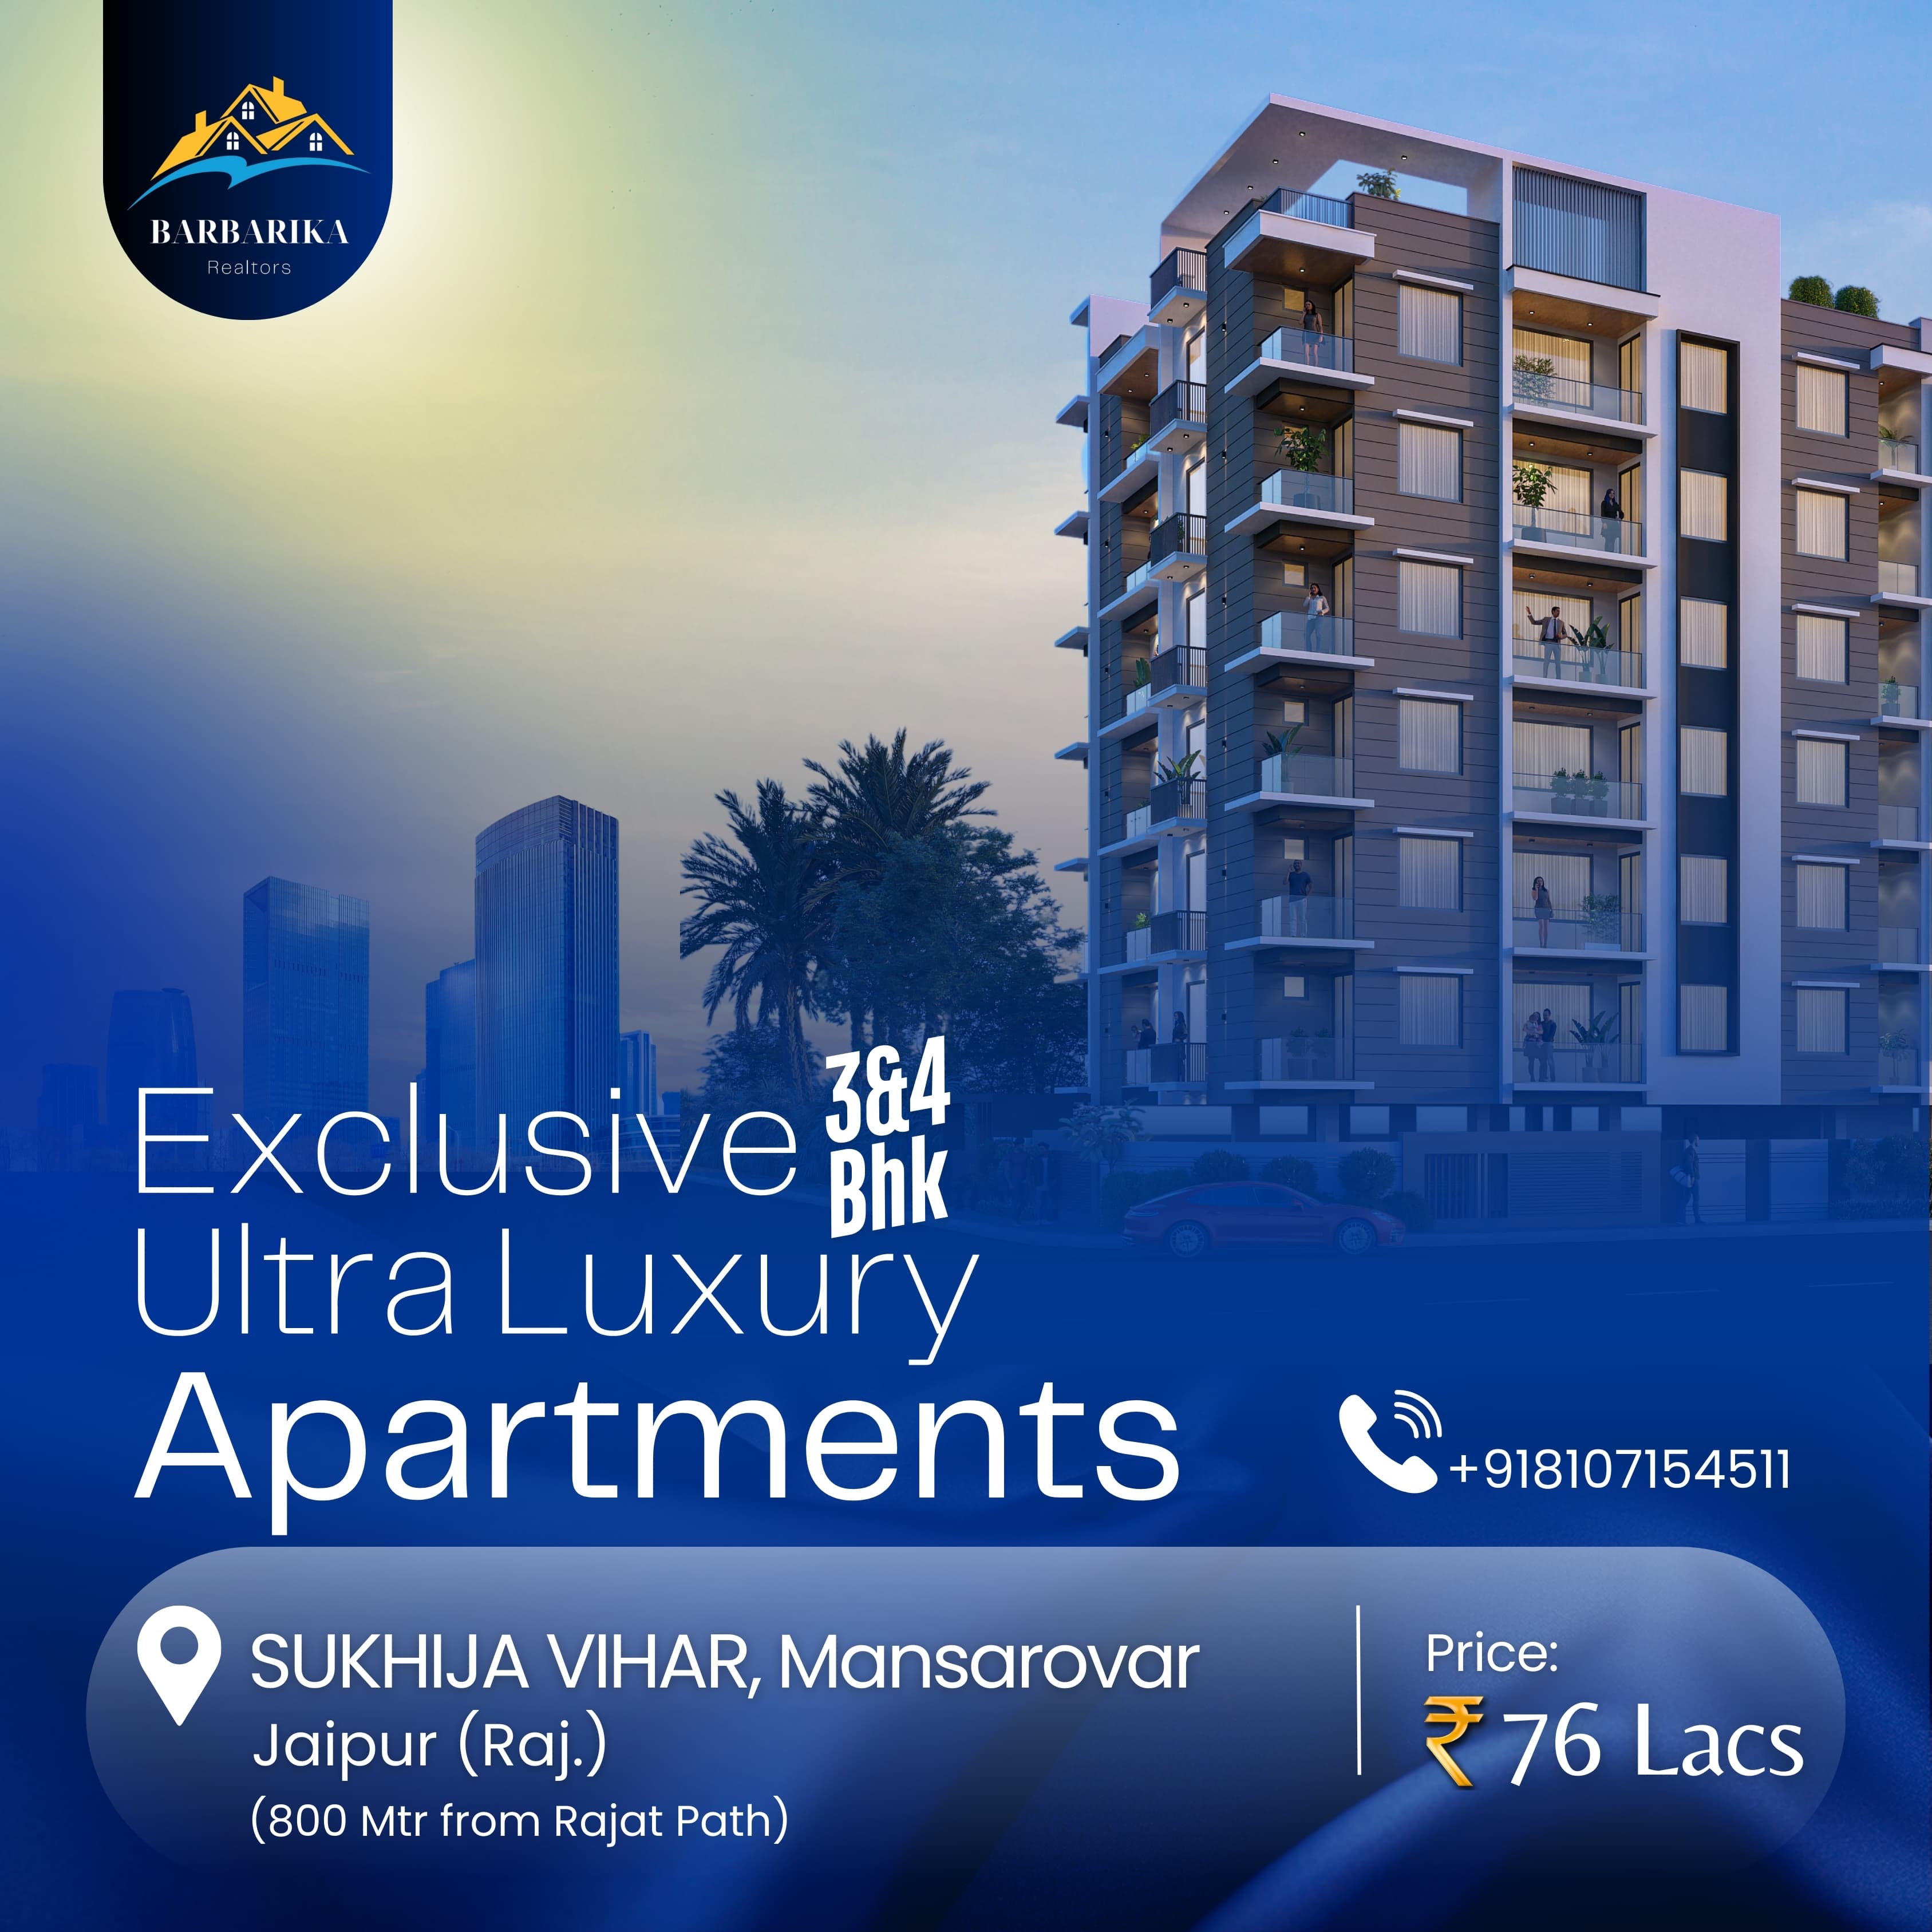 BARBARIKA
Realtors
Exclusive 3&4
Bhk
Ultra Luxury
Apartments
+918107154511
SUKHIJA VIHAR, Mansarovar
Jaipur (Raj.)
(800 Mtr from Rajat Path)
Price:
₹ 76 Lacs